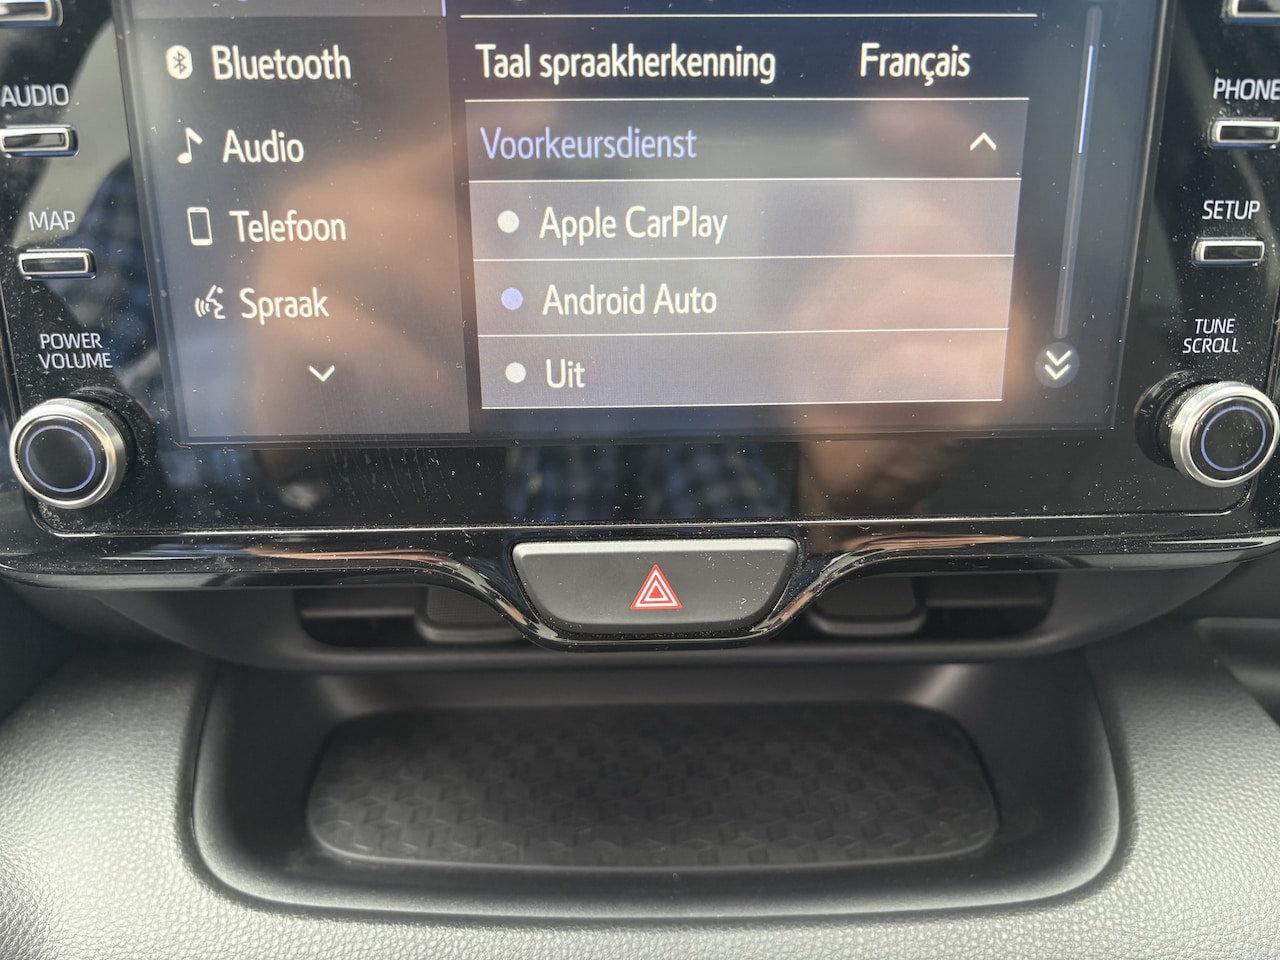 Bluetooth
Taal spraakherkenning Français
AUDIO
PHONE
Audio
Voorkeursdienst
MAP
Telefoon
Apple CarPlay
SETUP
Spraak
Android Auto
POWER
VOLUME
Uit
TUNE
SCROLL